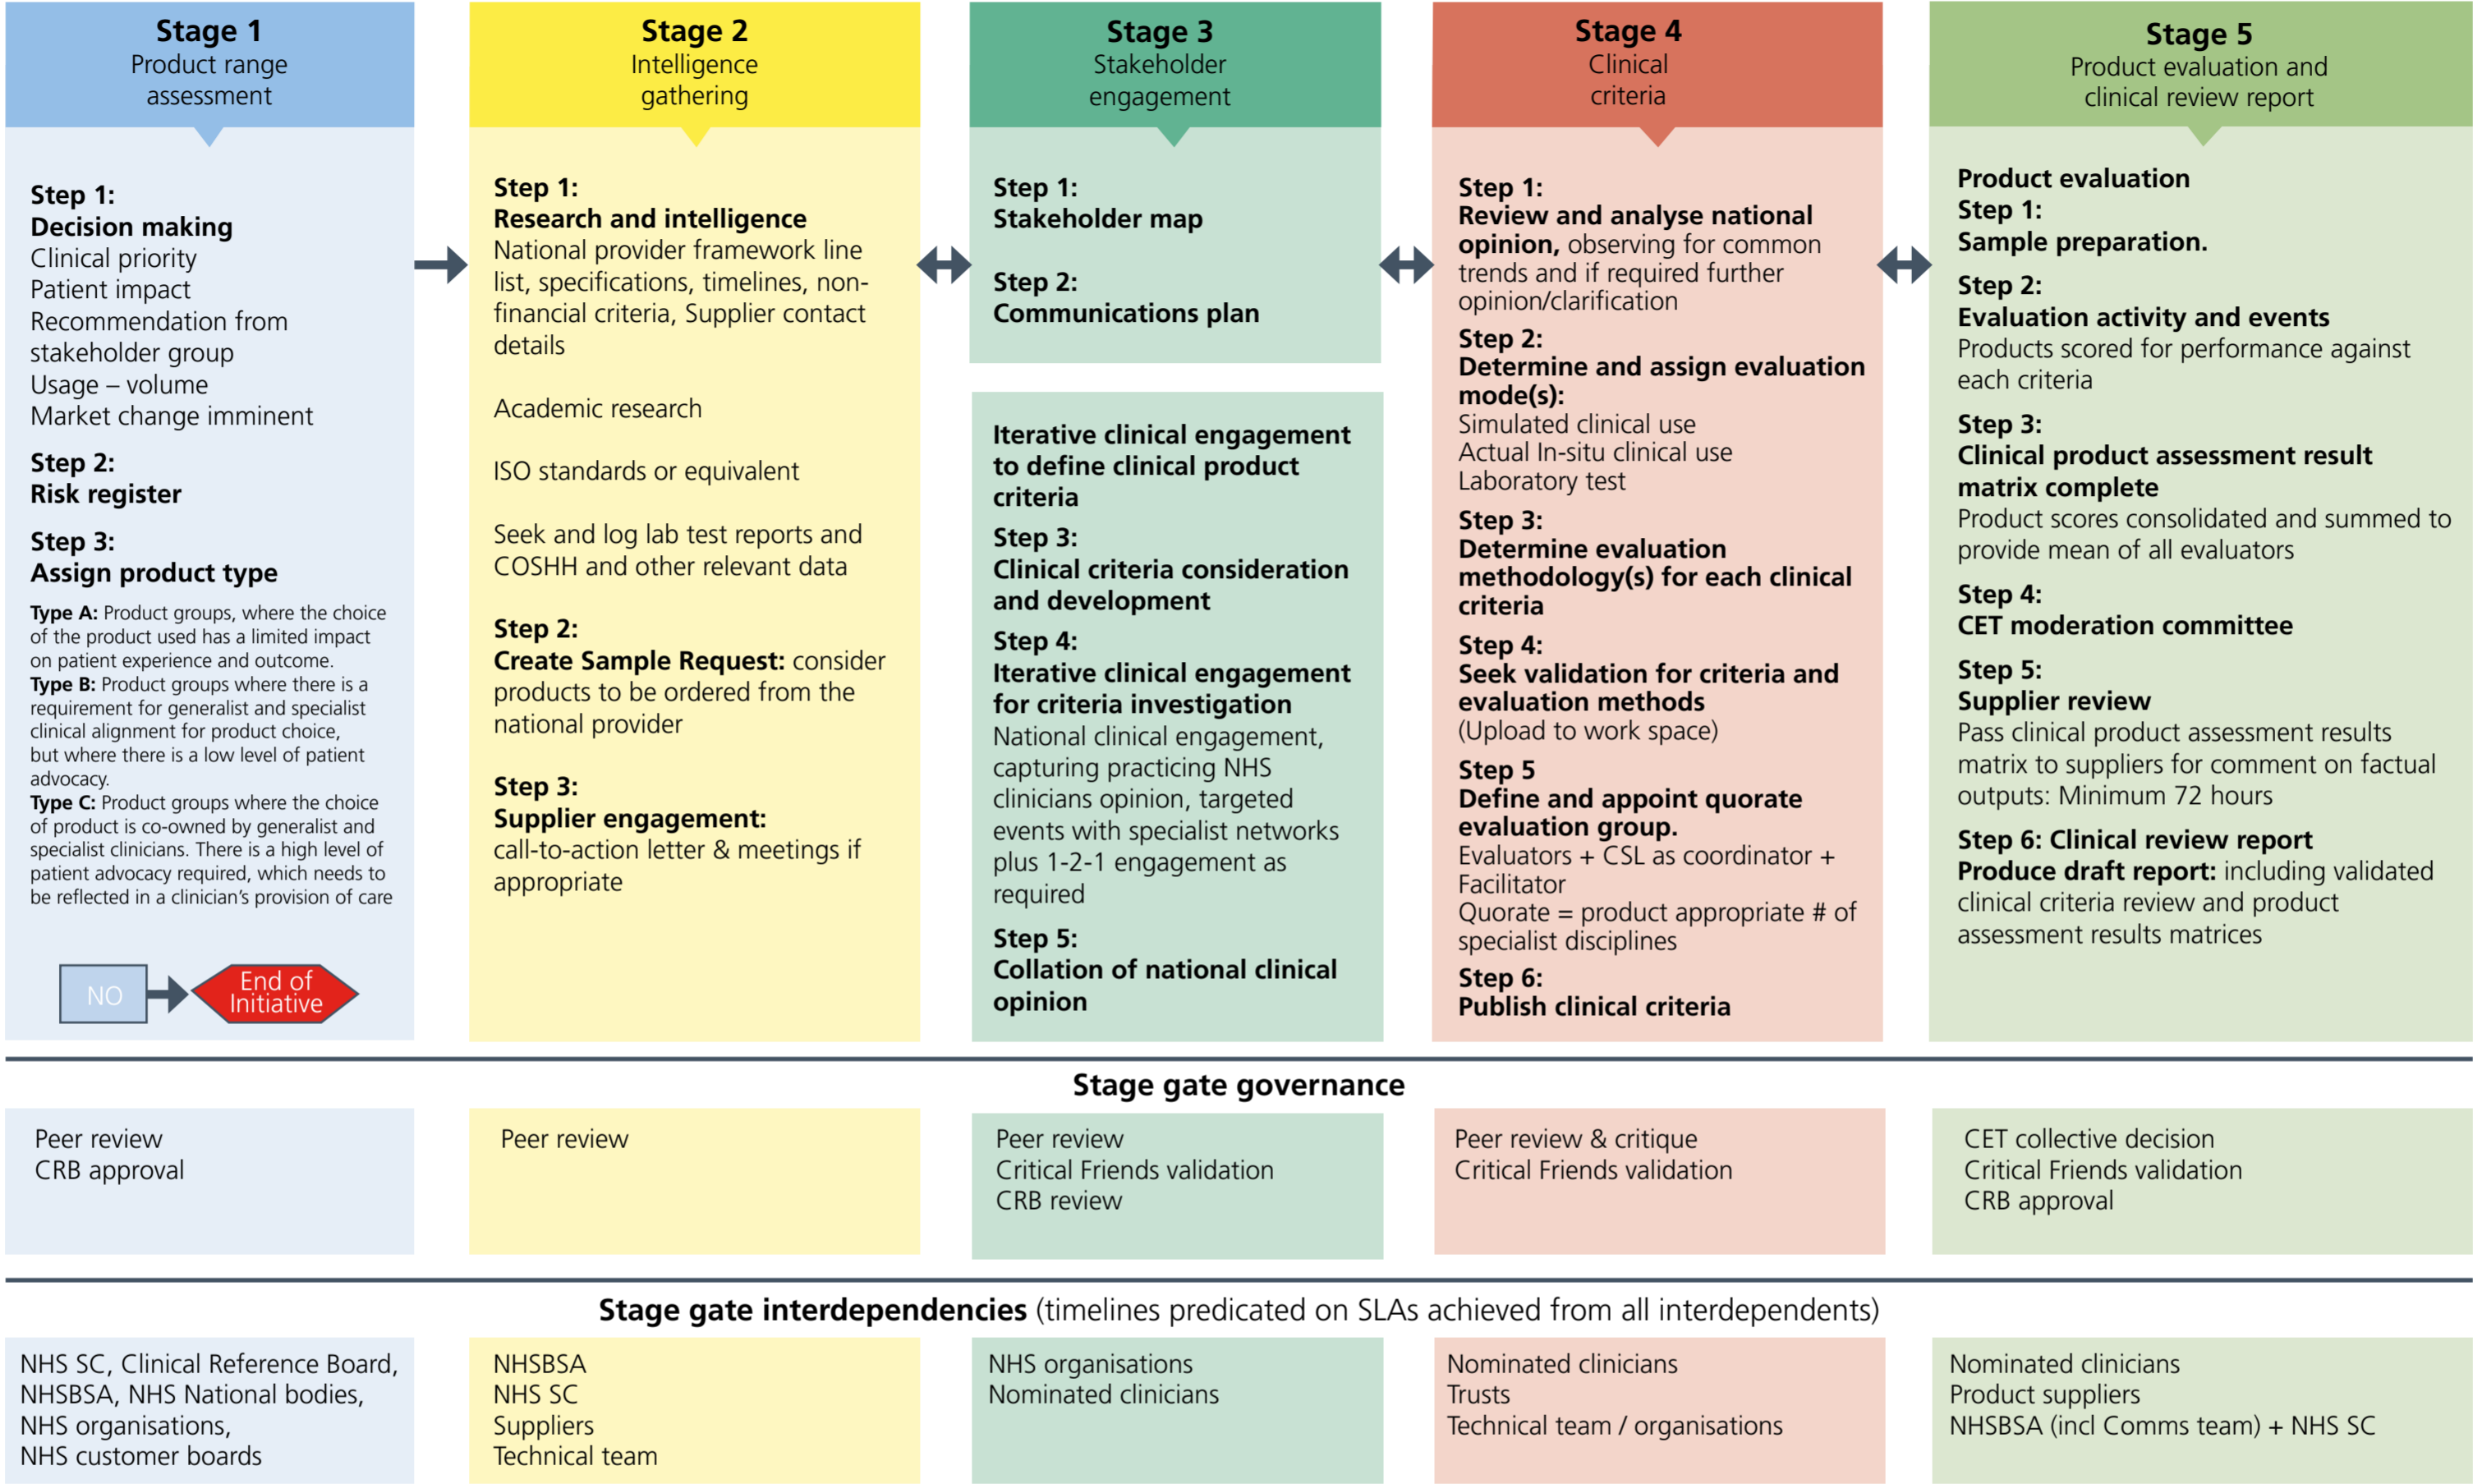 Stage 1
Product range
assessment
Step 1:
Decision making
Clinical priority
Patient impact
Recommendation from
stakeholder group
Usage – volume
Market change imminent
Step 2:
Risk register
Step 3:
Assign product type
Type A: Product groups, where the choice
of the product used has a limited impact
on patient experience and outcome.
Type B: Product groups where there is a
requirement for generalist and specialist
clinical alignment for product choice,
but where there is a low level of patient
advocacy.
Type C: Product groups where the choice
of product is co-owned by generalist and
specialist clinicians. There is a high level of
patient advocacy required, which needs to
be reflected in a clinician's provision of care
NO
End of
Initiative
Stage 2
Intelligence
gathering
Step 1:
Research and intelligence
National provider framework line
list, specifications, timelines, non-
financial criteria, Supplier contact
details
Academic research
ISO standards or equivalent
Seek and log lab test reports and
COSHH and other relevant data
Step 2:
Create Sample Request: consider
products to be ordered from the
national provider
Step 3:
Supplier engagement:
call-to-action letter & meetings if
appropriate
Stage 3
Stakeholder
engagement
Step 1:
Stakeholder map
Step 2:
Communications plan
Iterative clinical engagement
to define clinical product
criteria
Step 3:
Clinical criteria consideration
and development
Step 4:
Iterative clinical engagement
for criteria investigation
National clinical engagement,
capturing practicing NHS
clinicians opinion, targeted
events with specialist networks
plus 1-2-1 engagement as
required
Step 5:
Collation of national clinical
opinion
Stage 4
Clinical
criteria
Step 1:
Review and analyse national
opinion, observing for common
trends and if required further
opinion/clarification
Step 2:
Determine and assign evaluation
mode(s):
Simulated clinical use
Actual In-situ clinical use
Laboratory test
Step 3:
Determine evaluation
methodology(s) for each clinical
criteria
Step 4:
Seek validation for criteria and
evaluation methods
(Upload to work space)
Step 5
Define and appoint quorate
evaluation group.
Evaluators + CSL as coordinator +
Facilitator
Quorate = product appropriate # of
specialist disciplines
Step 6:
Publish clinical criteria
Stage 5
Product evaluation and
clinical review report
Product evaluation
Step 1:
Sample preparation.
Step 2:
Evaluation activity and events
Products scored for performance against
each criteria
Step 3:
Clinical product assessment result
matrix complete
Product scores consolidated and summed to
provide mean of all evaluators
Step 4:
CET moderation committee
Step 5:
Supplier review
Pass clinical product assessment results
matrix to suppliers for comment on factual
outputs: Minimum 72 hours
Step 6: Clinical review report
Produce draft report: including validated
clinical criteria review and product
assessment results matrices
Stage gate governance
Peer review
CRB approval
Peer review
Peer review
Critical Friends validation
CRB review
Peer review & critique
Critical Friends validation
CET collective decision
Critical Friends validation
CRB approval
Stage gate interdependencies (timelines predicated on SLAs achieved from all interdependents)
NHS SC, Clinical Reference Board,
NHSBSA, NHS National bodies,
NHS organisations,
NHS customer boards
NHSBSA
NHS SC
Suppliers
Technical team
NHS organisations
Nominated clinicians
Nominated clinicians
Trusts
Technical team / organisations
Nominated clinicians
Product suppliers
NHSBSA (incl Comms team) + NHS SC